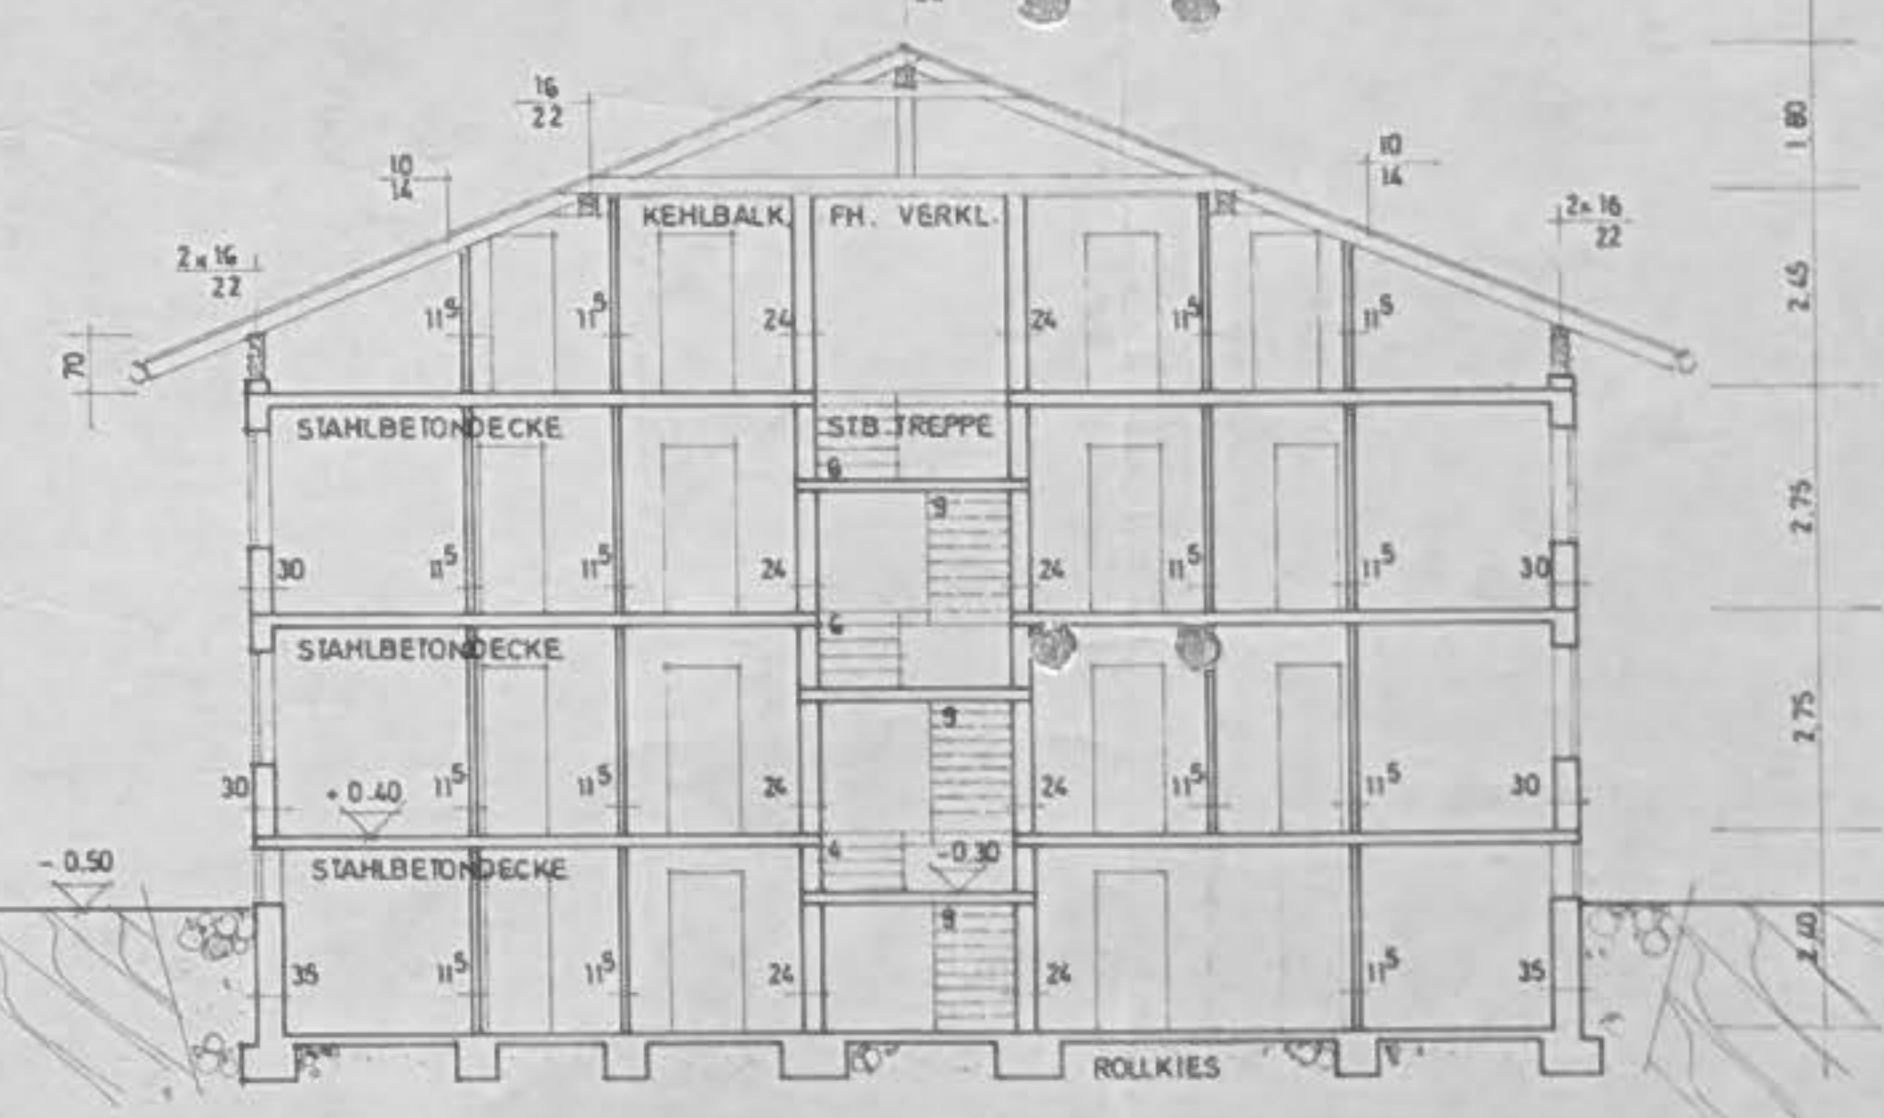 16
22
10
14
1.80
10
14
2x16
22
KEHLBALK. FH. VERKL.
2x16
22
2.45
11⁵ 11⁵ 24 24 11⁵ 11⁵
70
STAHLBETONDECKE STB.TREPPE
9
2.75
30 11⁵ 11⁵ 24 24 11⁵ 11⁵ 30
6
STAHLBETONDECKE
9
2.75
30 +0.40 11⁵ 11⁵ 24 24 11⁵ 11⁵ 30
-0.50 4 -0.30
STAHLBETONDECKE
9
2.40
35 11⁵ 11⁵ 24 24 11⁵ 35
ROLLKIES